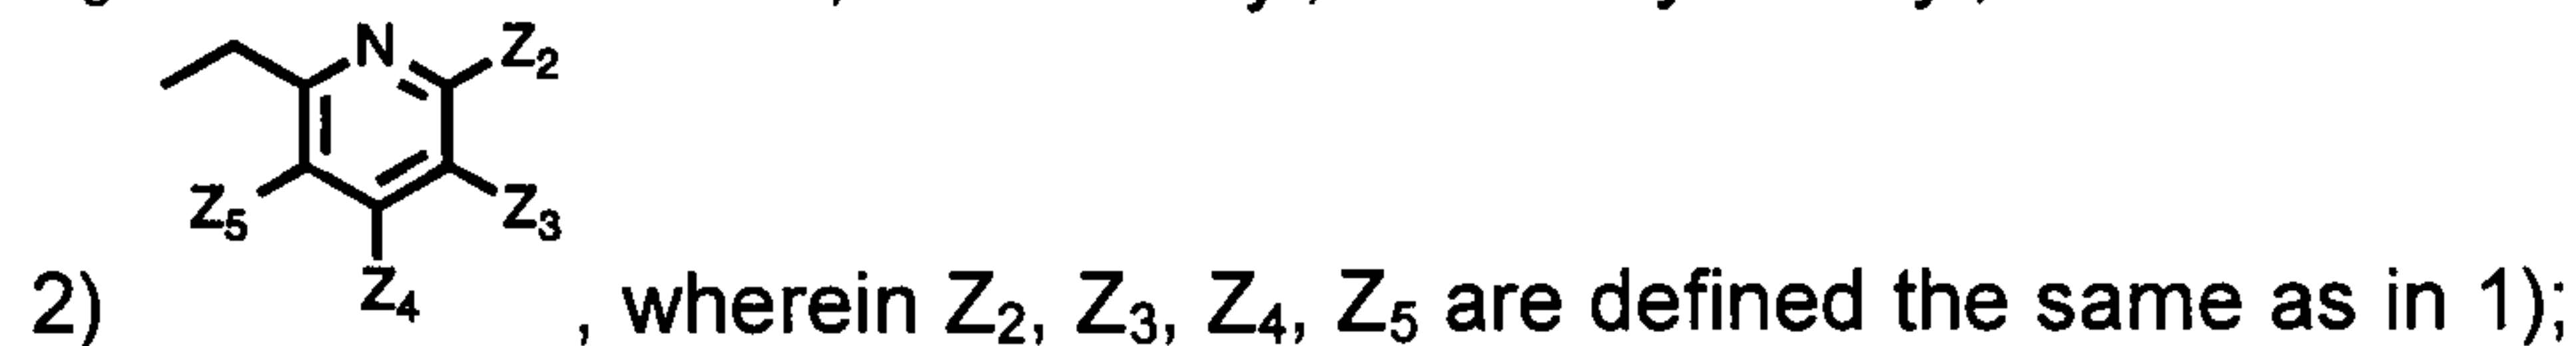 N
Z2
Z5
Z3
Z4
2) , wherein Z2, Z3, Z4, Z5 are defined the same as in 1);